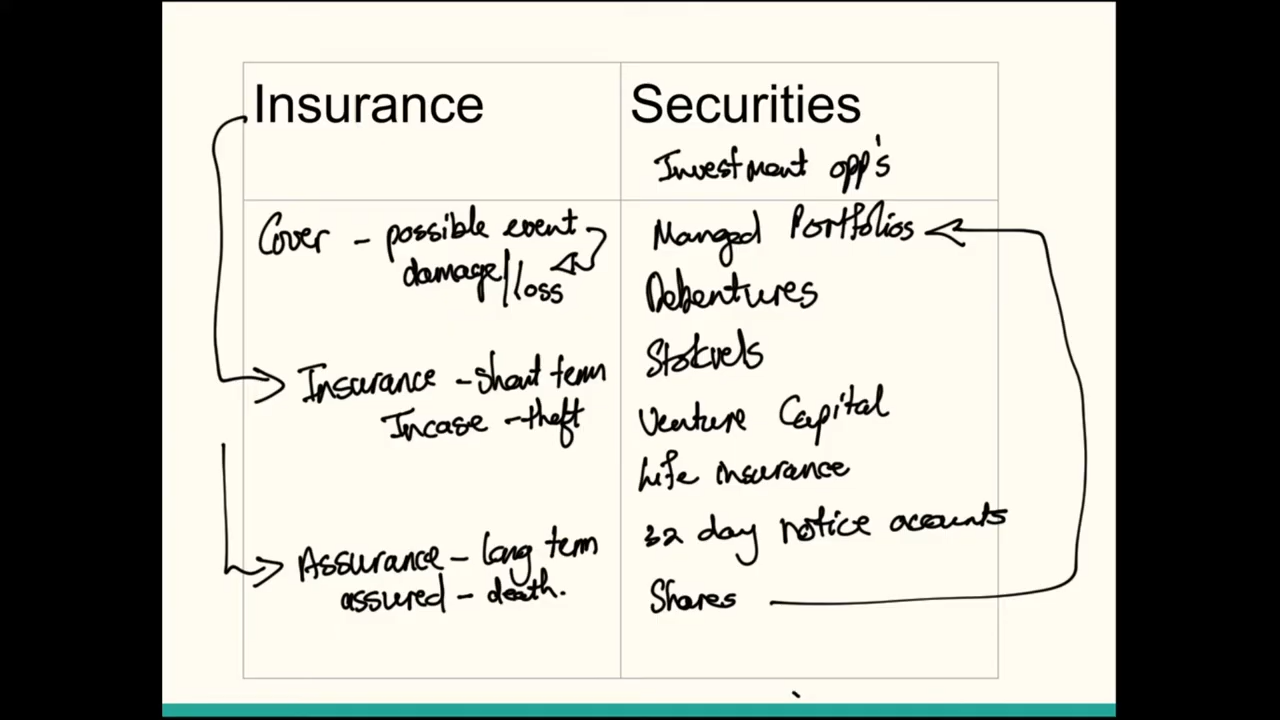 Insurance
Cover - possible event
damage/loss
Insurance - short term
Incase - theft
Assurance - long term
assured - death.
Securities
Investment opp's
Manged Portfolios
Debentures
Stokvels
Venture Capital
Life insurance
32 day notice accounts
Shares